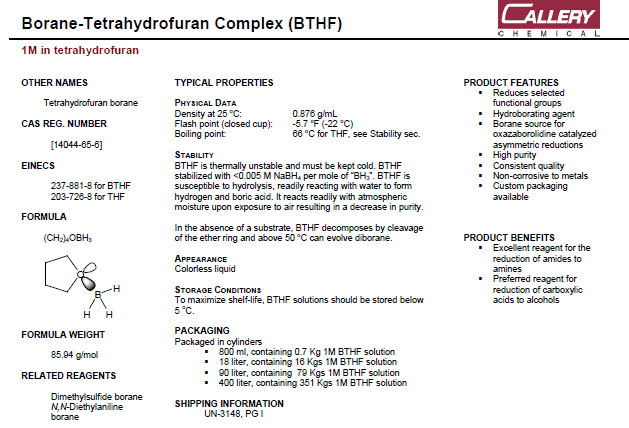 Borane-Tetrahydrofuran Complex (BTHF)
CALLERY
CHEMICAL
1M in tetrahydrofuran
OTHER NAMES
Tetrahydrofuran borane
CAS REG. NUMBER
[14044-65-6]
EINECS
237-881-8 for BTHF
203-726-8 for THF
FORMULA
(CH₂)₄OBH₃
O
B
H
H H
FORMULA WEIGHT
85.94 g/mol
RELATED REAGENTS
Dimethylsulfide borane
N,N-Diethylaniline
borane
TYPICAL PROPERTIES
PHYSICAL DATA
Density at 25 °C: 0.876 g/mL
Flash point (closed cup): -5.7 °F (-22 °C)
Boiling point: 66 °C for THF, see Stability sec.
STABILITY
BTHF is thermally unstable and must be kept cold. BTHF
stabilized with <0.005 M NaBH₄ per mole of "BH₃". BTHF is
susceptible to hydrolysis, readily reacting with water to form
hydrogen and boric acid. It reacts readily with atmospheric
moisture upon exposure to air resulting in a decrease in purity.
In the absence of a substrate, BTHF decomposes by cleavage
of the ether ring and above 50 °C can evolve diborane.
APPEARANCE
Colorless liquid
STORAGE CONDITIONS
To maximize shelf-life, BTHF solutions should be stored below
5 °C.
PACKAGING
Packaged in cylinders
▪ 800 ml, containing 0.7 Kgs 1M BTHF solution
▪ 18 liter, containing 16 Kgs 1M BTHF solution
▪ 90 liter, containing 79 Kgs 1M BTHF solution
▪ 400 liter, containing 351 Kgs 1M BTHF solution
SHIPPING INFORMATION
UN-3148, PG I
PRODUCT FEATURES
▪ Reduces selected
functional groups
▪ Hydroborating agent
▪ Borane source for
oxazaborolidine catalyzed
asymmetric reductions
▪ High purity
▪ Consistent quality
▪ Non-corrosive to metals
▪ Custom packaging
available
PRODUCT BENEFITS
▪ Excellent reagent for the
reduction of amides to
amines
▪ Preferred reagent for
reduction of carboxylic
acids to alcohols